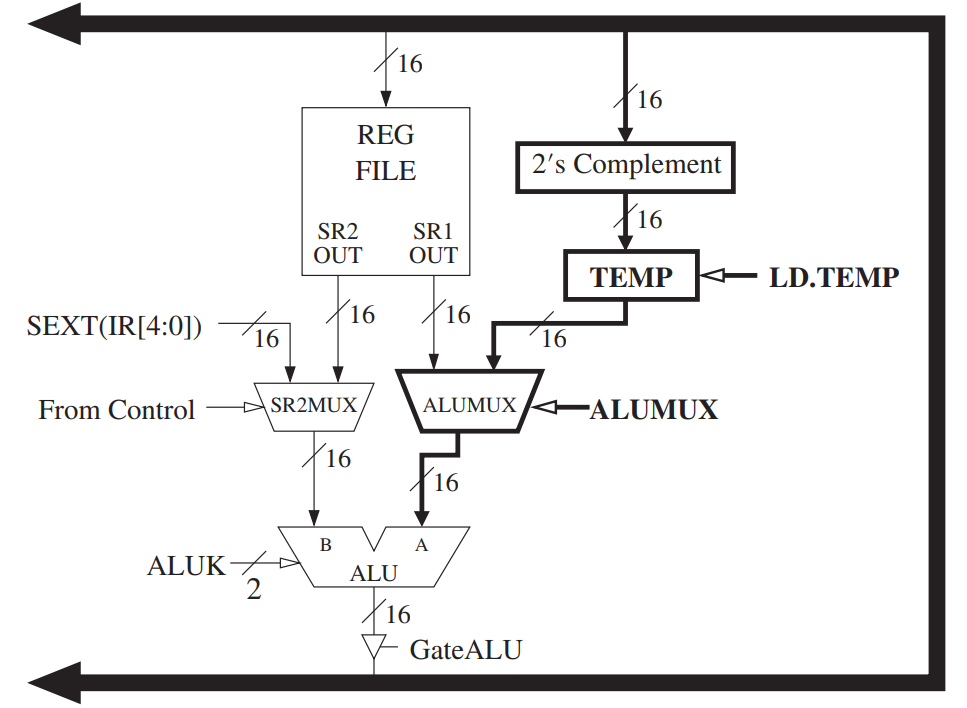 16
16
REG
FILE
2′s Complement
16
SR2
OUT
SR1
OUT
TEMP
LD.TEMP
16
16
SEXT(IR[4:0])
16
16
From Control
SR2MUX
ALUMUX
ALUMUX
16
16
B
A
ALUK
2
ALU
16
GateALU